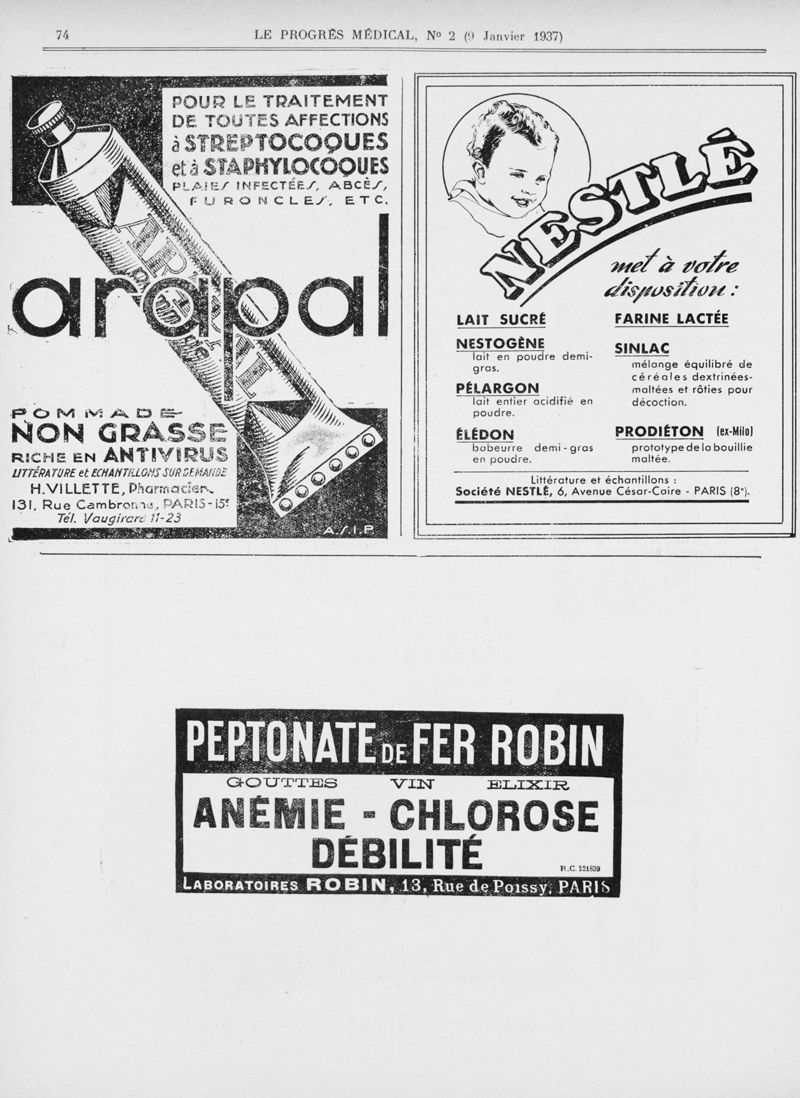 74
LE PROGRÈS MÉDICAL, Nº 2 (9 Janvier 1937)
POUR LE TRAITEMENT
DE TOUTES AFFECTIONS
à STREPTOCOQUES
et à STAPHYLOCOQUES
PLAIES INFECTÉES, ABCÈS,
FURONCLES, ETC.
arapal
ARAPAL
Pommade
POMMADE
NON GRASSE
RICHE EN ANTIVIRUS
LITTÉRATURE et ECHANTILLONS SUR DEMANDE
H. VILLETTE, Pharmacien
131, Rue Cambronne, PARIS-15e
Tél. Vaugirard 11-23
A.S.I.P.
NESTLÉ
met à votre
disposition :
LAIT SUCRÉ
NESTOGÈNE
lait en poudre demi-
gras.
PÉLARGON
lait entier acidifié en
poudre.
ÉLÉDON
babeurre demi-gras
en poudre.
FARINE LACTÉE
SINLAC
mélange équilibré de
céréales dextrinées-
maltées et rôties pour
décoction.
PRODIÉTON (ex-Milo)
prototype de la bouillie
maltée.
Littérature et échantillons :
Société NESTLÉ, 6, Avenue César-Caire - PARIS (8e).
PEPTONATE DE FER ROBIN
GOUTTES VIN ELIXIR
ANÉMIE - CHLOROSE
DÉBILITÉ
R.C. 221839
LABORATOIRES ROBIN, 13, Rue de Poissy, PARIS